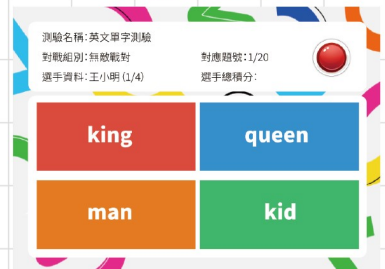 測驗名稱:英文單字測驗
對戰組別:無敵戰對
對應題號:1/20
選手資料:王小明(1/4)
選手總積分:
king
queen
man
kid